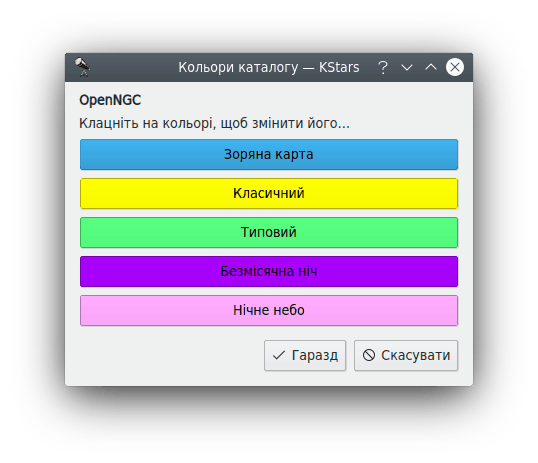 Кольори каталогу — KStars
OpenNGC
Клацніть на кольорі, щоб змінити його...
Зоряна карта
Класичний
Типовий
Безмісячна ніч
Нічне небо
Гаразд
Скасувати